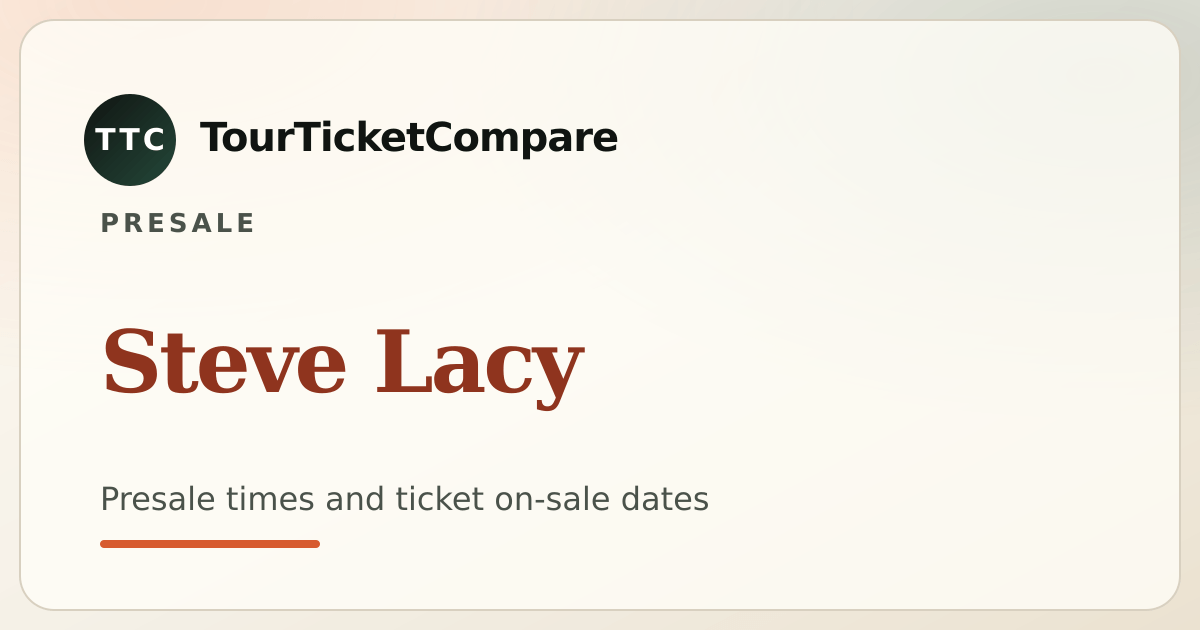 TTC TourTicketCompare
PRESALE
Steve Lacy
Presale times and ticket on-sale dates